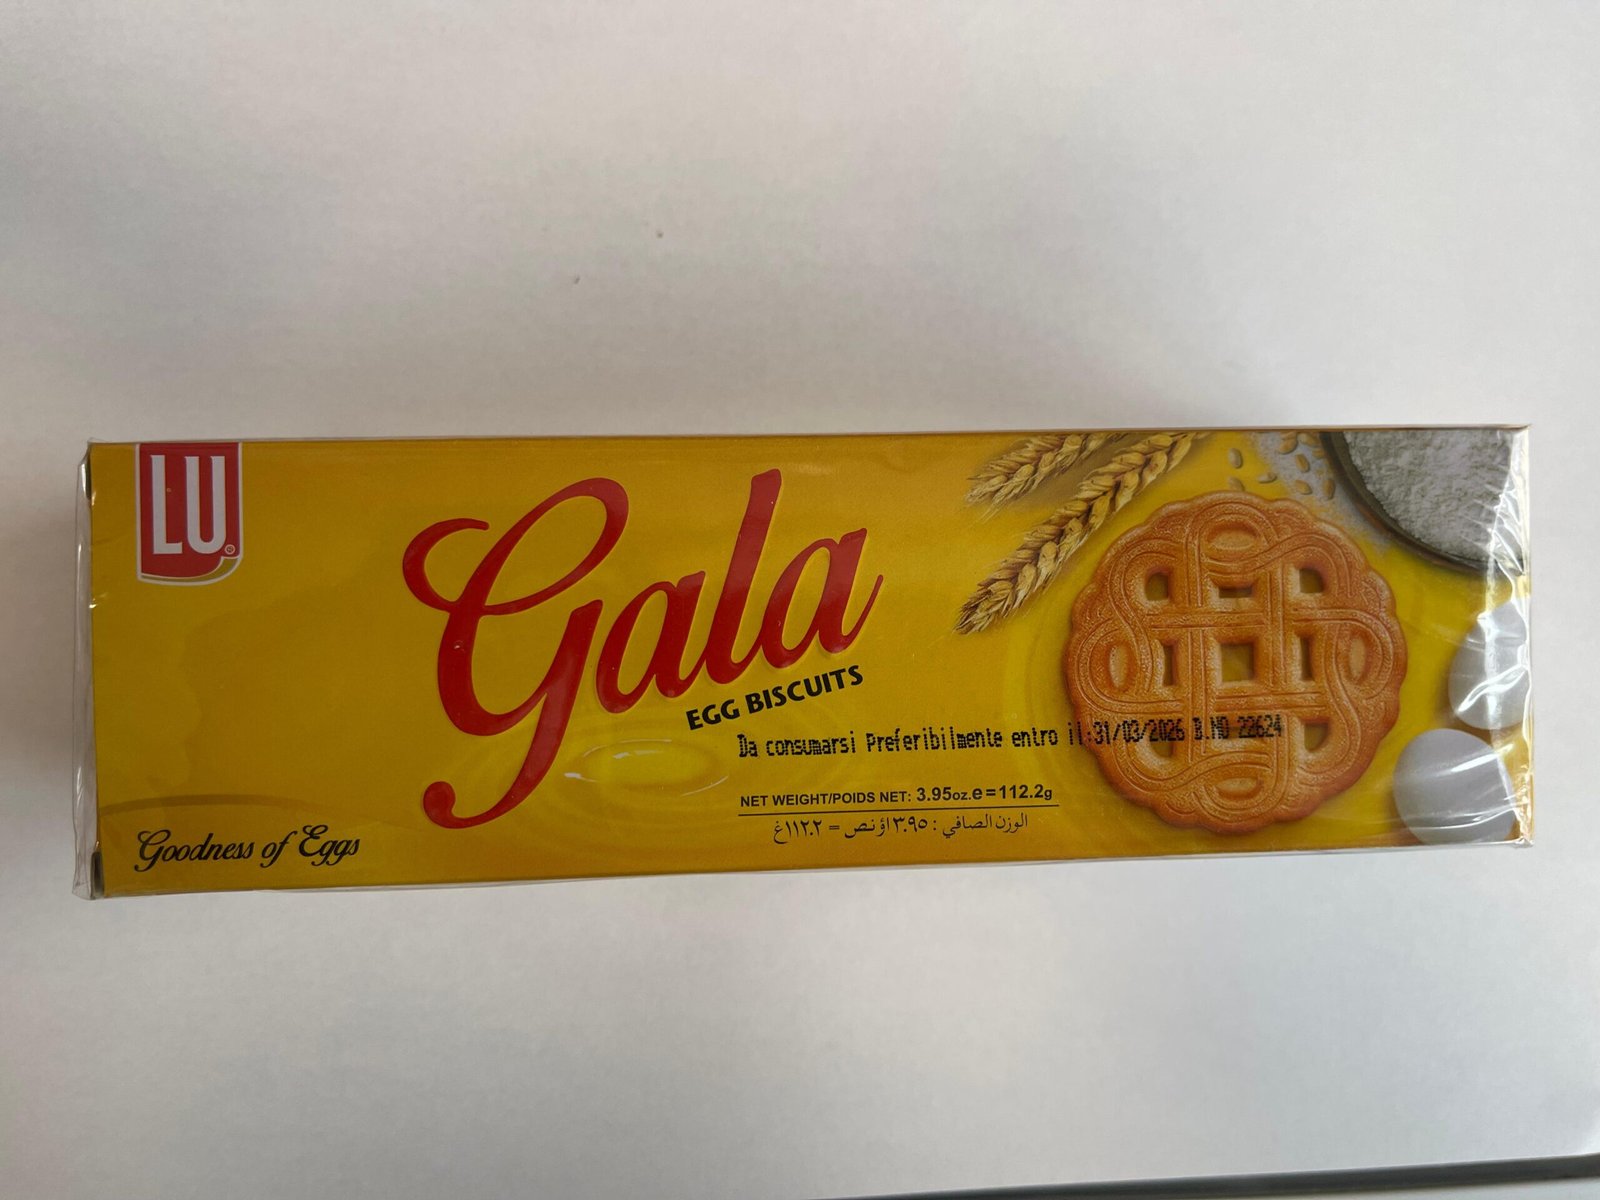 LU®
Gala
EGG BISCUITS
Da consumarsi Preferibilmente entro il:31/03/2026 B.NO 22624
NET WEIGHT/POIDS NET: 3.95oz.e=112.2g
الوزن الصافي : ٣.٩٥ اؤنص = ١١٢.٢غ
Goodness of Eggs